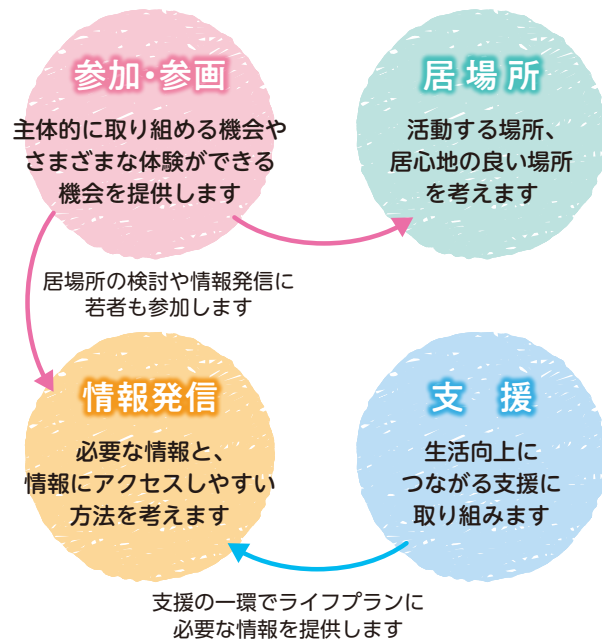 参加・参画
主体的に取り組める機会や
さまざまな体験ができる
機会を提供します
居場所
活動する場所、
居心地の良い場所
を考えます
居場所の検討や情報発信に
若者も参加します
情報発信
必要な情報と、
情報にアクセスしやすい
方法を考えます
支　援
生活向上に
つながる支援に
取り組みます
支援の一環でライフプランに
必要な情報を提供します